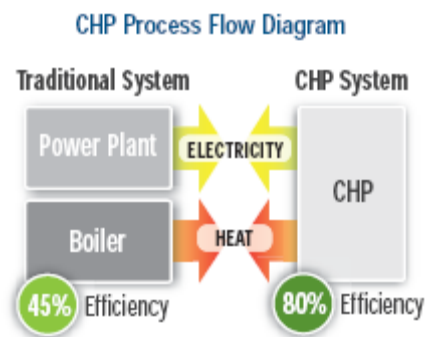 CHP Process Flow Diagram
Traditional System
CHP System
Power Plant
ELECTRICITY
CHP
Boiler
HEAT
45% Efficiency
80% Efficiency